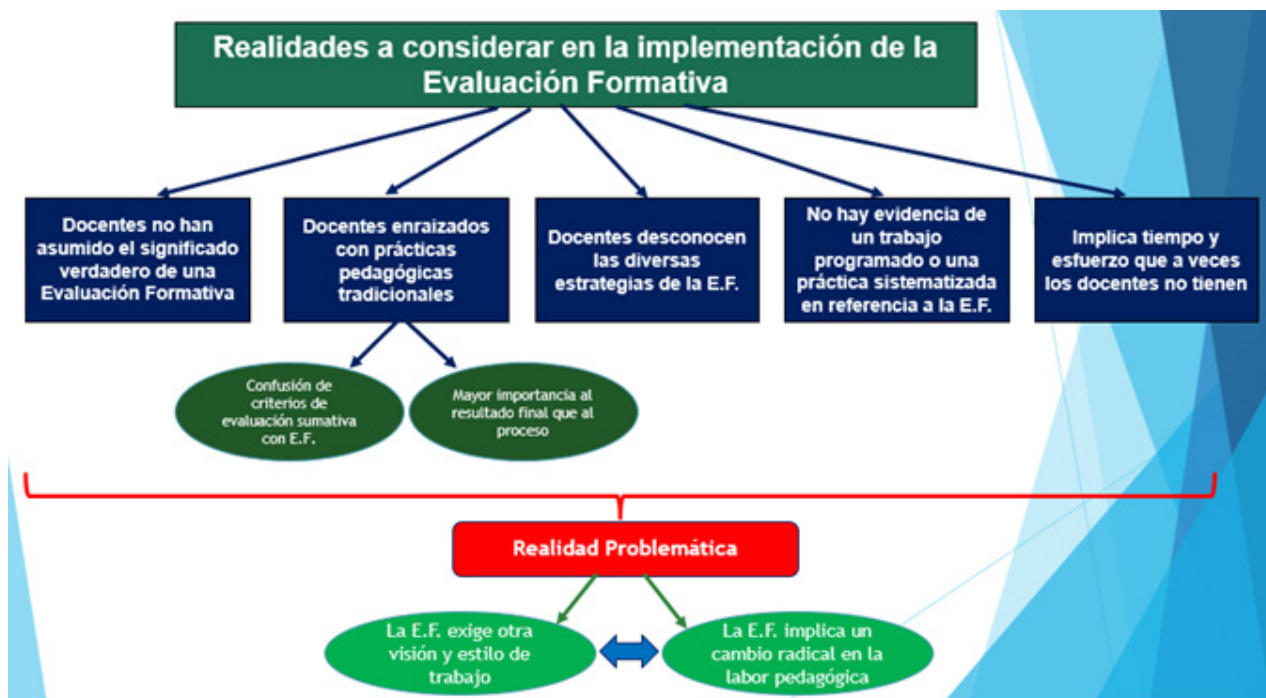 Realidades a considerar en la implementación de la
Evaluación Formativa
Docentes no han
asumido el significado
verdadero de una
Evaluación Formativa
Docentes enraizados
con prácticas
pedagógicas
tradicionales
Docentes desconocen
las diversas
estrategias de la E.F.
No hay evidencia de
un trabajo
programado o una
práctica sistematizada
en referencia a la E.F.
Implica tiempo y
esfuerzo que a veces
los docentes no tienen
Confusión de
criterios de
evaluación sumativa
con E.F.
Mayor importancia al
resultado final que al
proceso
Realidad Problemática
La E.F. exige otra
visión y estilo de
trabajo
La E.F. implica un
cambio radical en la
labor pedagógica